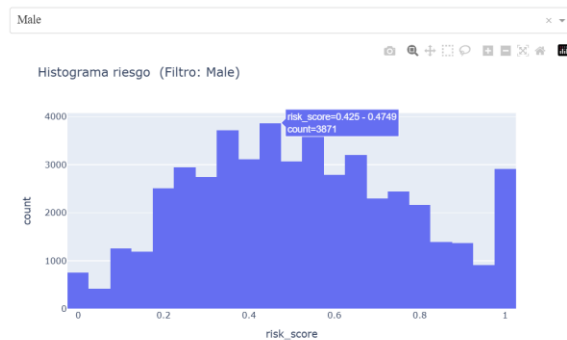 Male
Histograma riesgo (Filtro: Male)
risk_score=0.425 - 0.4749
count=3871
4000
3000
2000
1000
0
count
0
0.2
0.4
0.6
0.8
1
risk_score